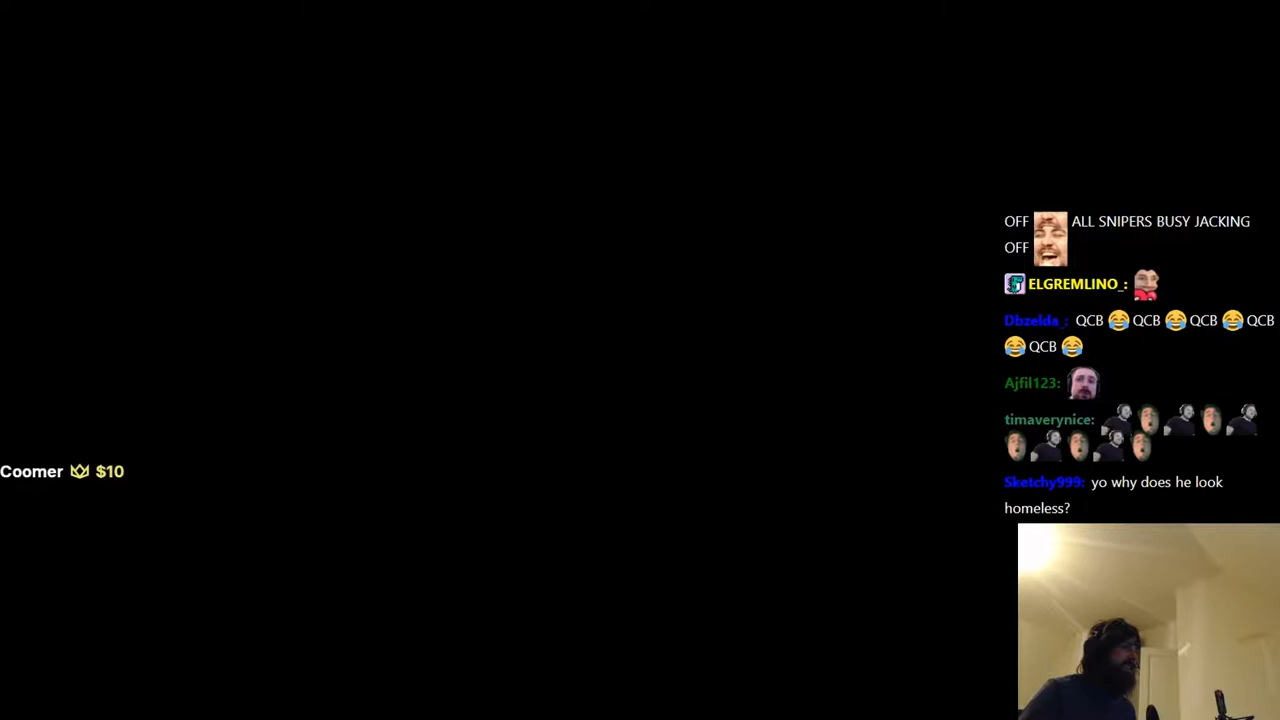 OFF ALL SNIPERS BUSY JACKING
OFF
ELGREMLINO_:
Dbzelda_: QCB 😂 QCB 😂 QCB 😂 QCB
😂 QCB 😂
Ajfil123:
timaverynice:
Coomer $10
Sketchy999: yo why does he look
homeless?